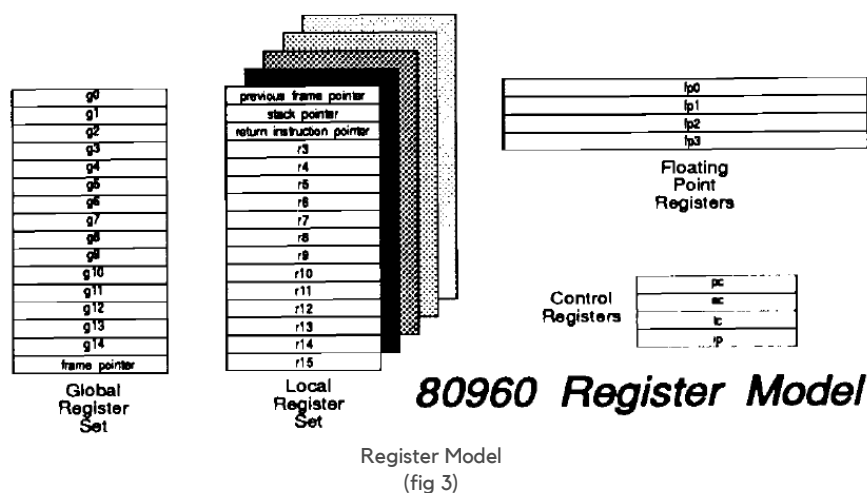 g0
g1
g2
g3
g4
g5
g6
g7
g8
g9
g10
g11
g12
g13
g14
frame pointer
Global
Register
Set
previous frame pointer
stack pointer
return instruction pointer
r3
r4
r5
r6
r7
r8
r9
r10
r11
r12
r13
r14
r15
Local
Register
Set
fp0
fp1
fp2
fp3
Floating
Point
Registers
Control
Registers
pc
ac
tc
ip
80960 Register Model
Register Model
(fig 3)